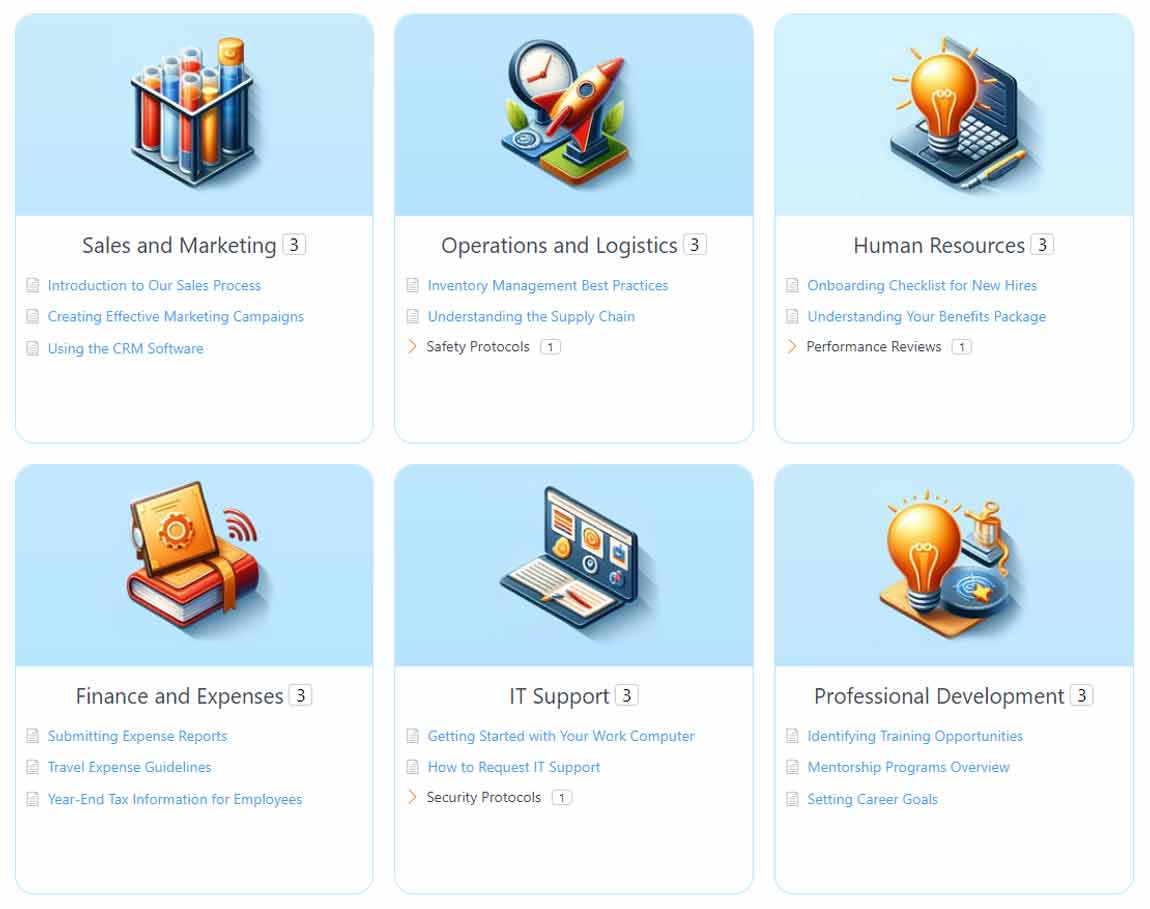 Sales and Marketing 3
Introduction to Our Sales Process
Creating Effective Marketing Campaigns
Using the CRM Software
Operations and Logistics 3
Inventory Management Best Practices
Understanding the Supply Chain
Safety Protocols 1
Human Resources 3
Onboarding Checklist for New Hires
Understanding Your Benefits Package
Performance Reviews 1
Finance and Expenses 3
Submitting Expense Reports
Travel Expense Guidelines
Year-End Tax Information for Employees
IT Support 3
Getting Started with Your Work Computer
How to Request IT Support
Security Protocols 1
Professional Development 3
Identifying Training Opportunities
Mentorship Programs Overview
Setting Career Goals